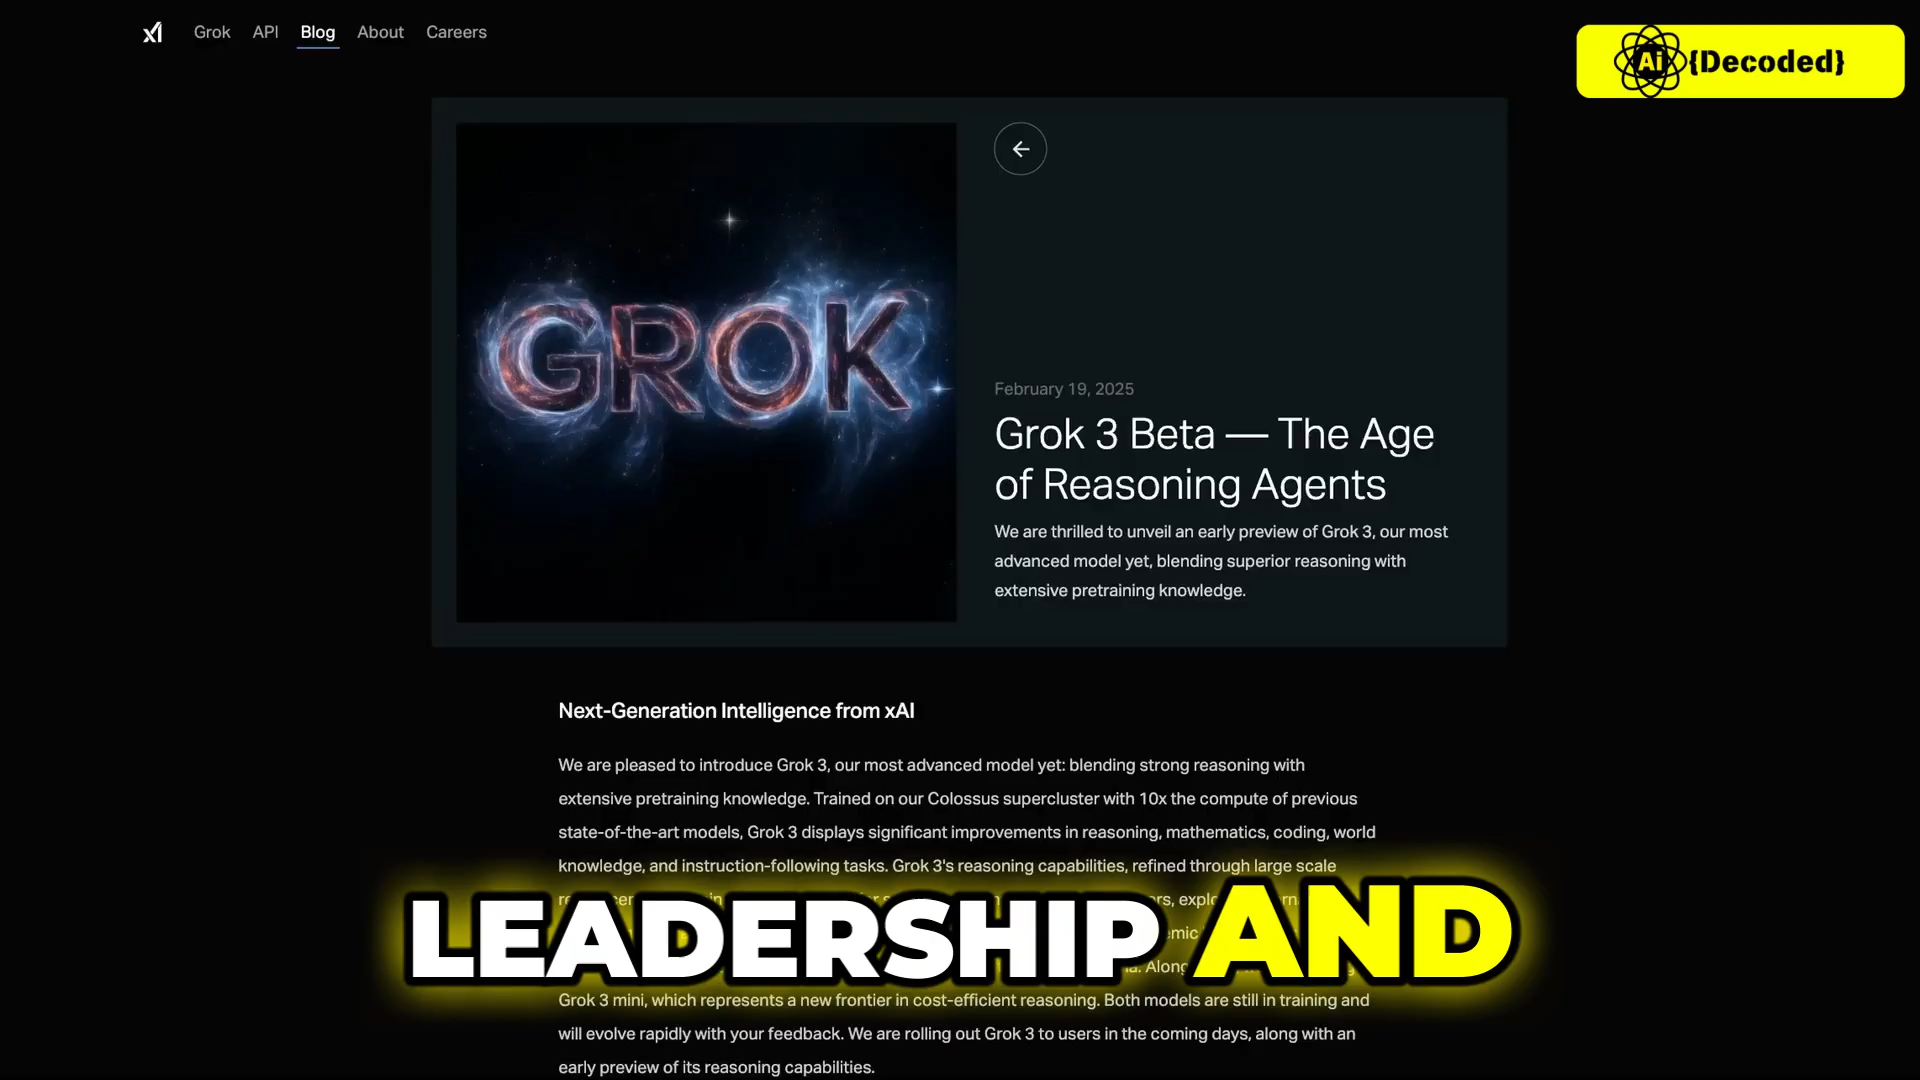 Grok API Blog About Careers
Ai {Decoded}
GROK
February 19, 2025
Grok 3 Beta — The Age
of Reasoning Agents
We are thrilled to unveil an early preview of Grok 3, our most
advanced model yet, blending superior reasoning with
extensive pretraining knowledge.
Next-Generation Intelligence from xAI
We are pleased to introduce Grok 3, our most advanced model yet: blending strong reasoning with
extensive pretraining knowledge. Trained on our Colossus supercluster with 10x the compute of previous
state-of-the-art models, Grok 3 displays significant improvements in reasoning, mathematics, coding, world
knowledge, and instruction-following tasks. Grok 3's reasoning capabilities, refined through large scale
LEADERSHIP AND
Along
Grok 3 mini, which represents a new frontier in cost-efficient reasoning. Both models are still in training and
will evolve rapidly with your feedback. We are rolling out Grok 3 to users in the coming days, along with an
early preview of its reasoning capabilities.